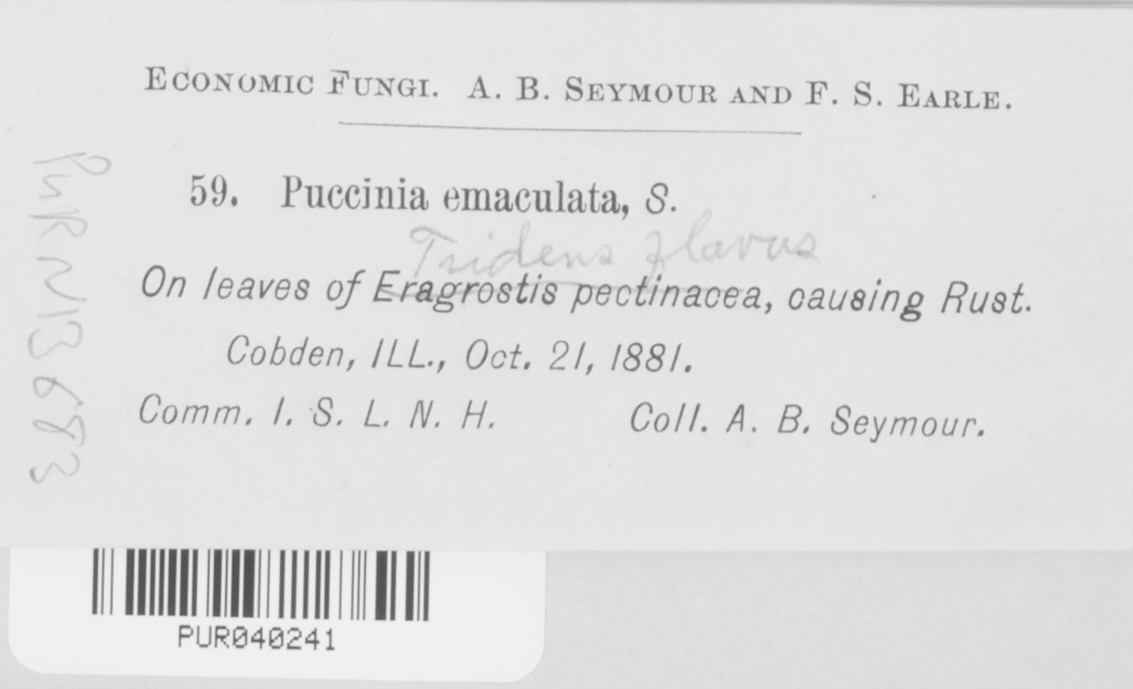 Economic Fungi. A. B. Seymour and F. S. Earle.
59. Puccinia emaculata, S.
Tridens flavus
On leaves of Eragrostis pectinacea, causing Rust.
Cobden, ILL., Oct. 21, 1881.
Comm. I. S. L. N. H. Coll. A. B. Seymour.
PUR N13683
PUR040241